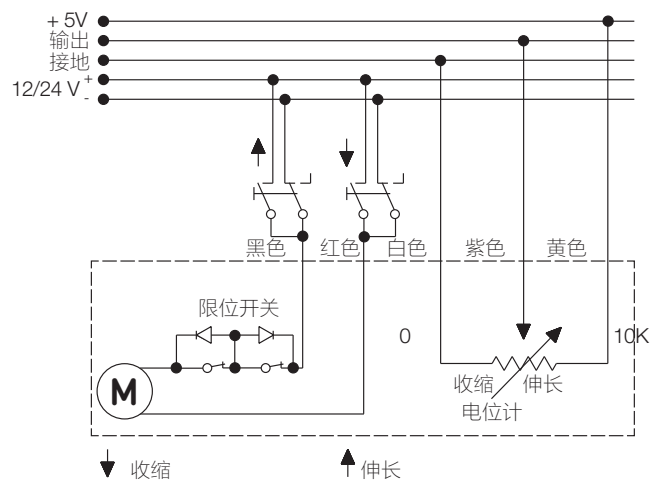 + 5V
输出
接地
12/24 V +
-
黑色 红色 白色 紫色 黄色
限位开关
0 10K
M
收缩 伸长
电位计
收缩 伸长